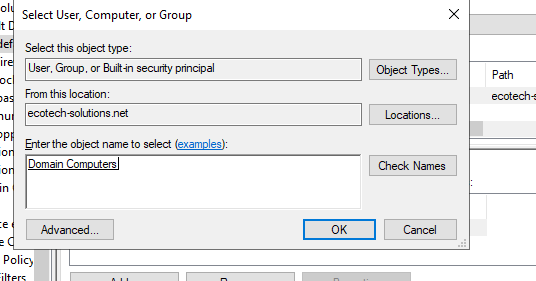 Select User, Computer, or Group
Select this object type:
User, Group, or Built-in security principal
Object Types...
From this location:
ecotech-solutions.net
Locations...
Enter the object name to select (examples):
Domain Computers
Check Names
Advanced...
OK
Cancel
Path
ecotech-s
Policy
Filters